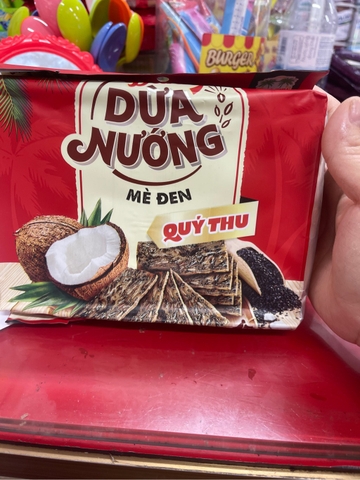 BURGER
DỪA
NƯỚNG
MÈ ĐEN
QUÝ THU